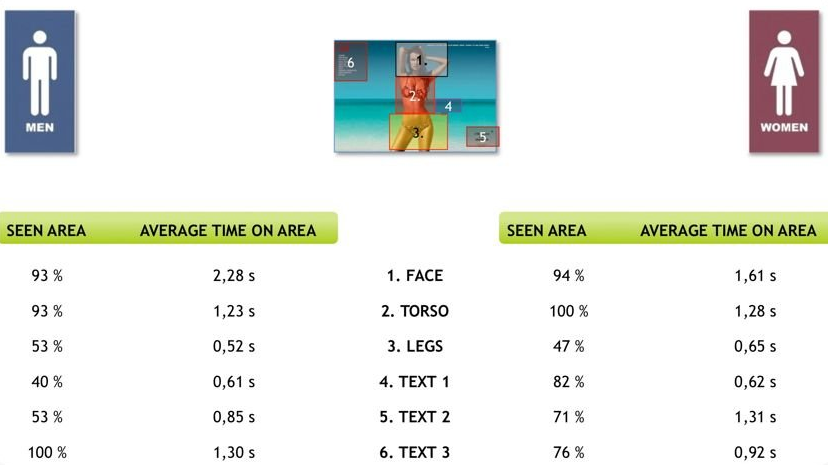 MEN
1.
2.
3.
4
5
6
WOMEN
SEEN AREA AVERAGE TIME ON AREA SEEN AREA AVERAGE TIME ON AREA
93 % 2,28 s 1. FACE 94 % 1,61 s
93 % 1,23 s 2. TORSO 100 % 1,28 s
53 % 0,52 s 3. LEGS 47 % 0,65 s
40 % 0,61 s 4. TEXT 1 82 % 0,62 s
53 % 0,85 s 5. TEXT 2 71 % 1,31 s
100 % 1,30 s 6. TEXT 3 76 % 0,92 s